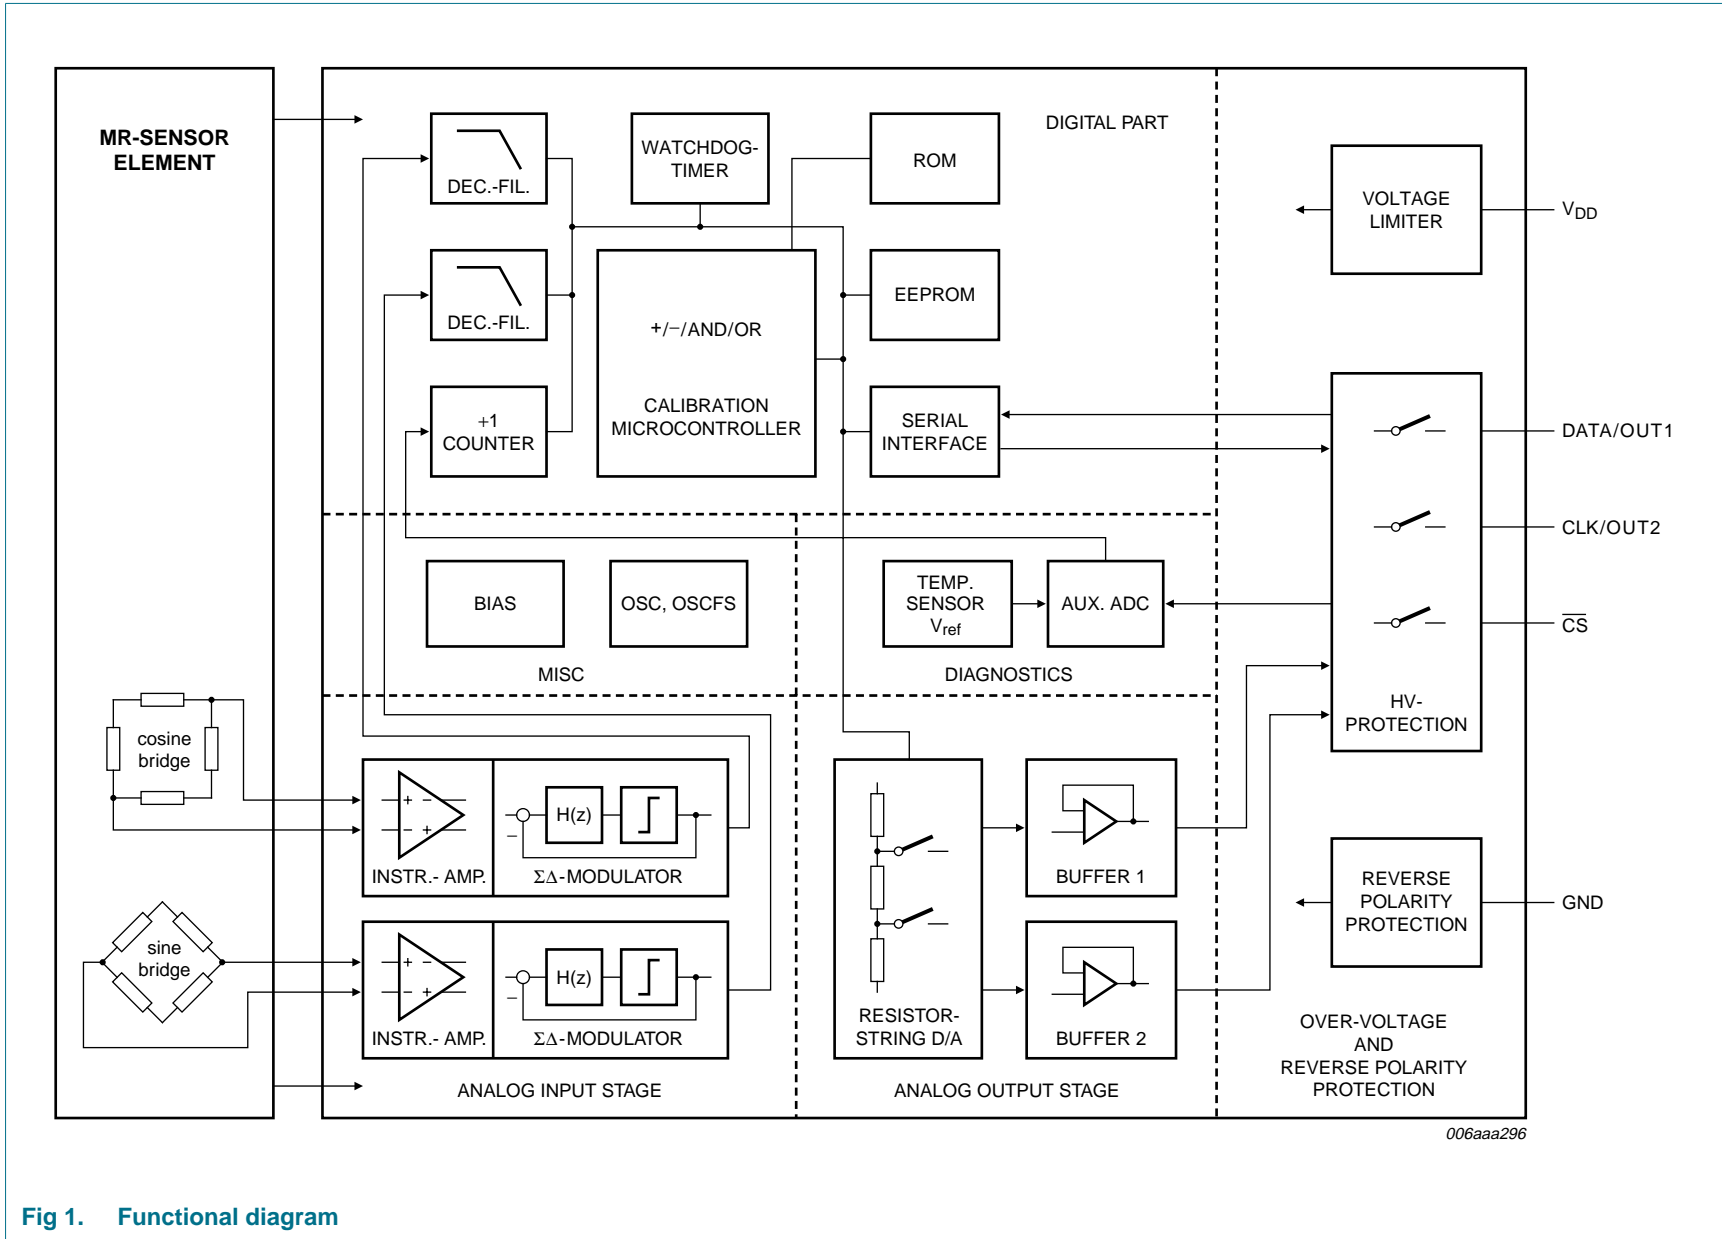 MR-SENSOR
ELEMENT
cosine
bridge
sine
bridge
DIGITAL PART
DEC.-FIL.
WATCHDOG-
TIMER
ROM
DEC.-FIL.
+/−/AND/OR
CALIBRATION
MICROCONTROLLER
EEPROM
+1
COUNTER
SERIAL
INTERFACE
BIAS
OSC, OSCFS
MISC
TEMP.
SENSOR
Vref
AUX. ADC
DIAGNOSTICS
+ −
− +
INSTR.- AMP.
−
H(z)
ΣΔ-MODULATOR
+ −
− +
INSTR.- AMP.
−
H(z)
ΣΔ-MODULATOR
ANALOG INPUT STAGE
RESISTOR-
STRING D/A
BUFFER 1
BUFFER 2
ANALOG OUTPUT STAGE
VOLTAGE
LIMITER
VDD
HV-
PROTECTION
DATA/OUT1
CLK/OUT2
C̅S̅
REVERSE
POLARITY
PROTECTION
GND
OVER-VOLTAGE
AND
REVERSE POLARITY
PROTECTION
006aaa296
Fig 1. Functional diagram